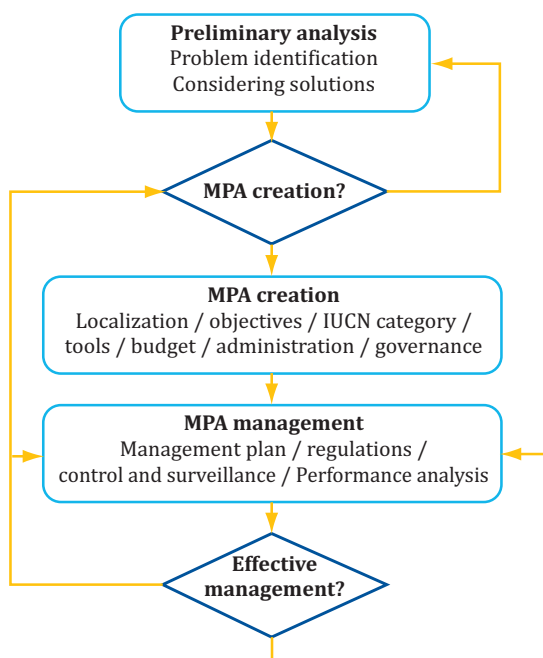 Preliminary analysis
Problem identification
Considering solutions
MPA creation?
MPA creation
Localization / objectives / IUCN category /
tools / budget / administration / governance
MPA management
Management plan / regulations /
control and surveillance / Performance analysis
Effective
management?